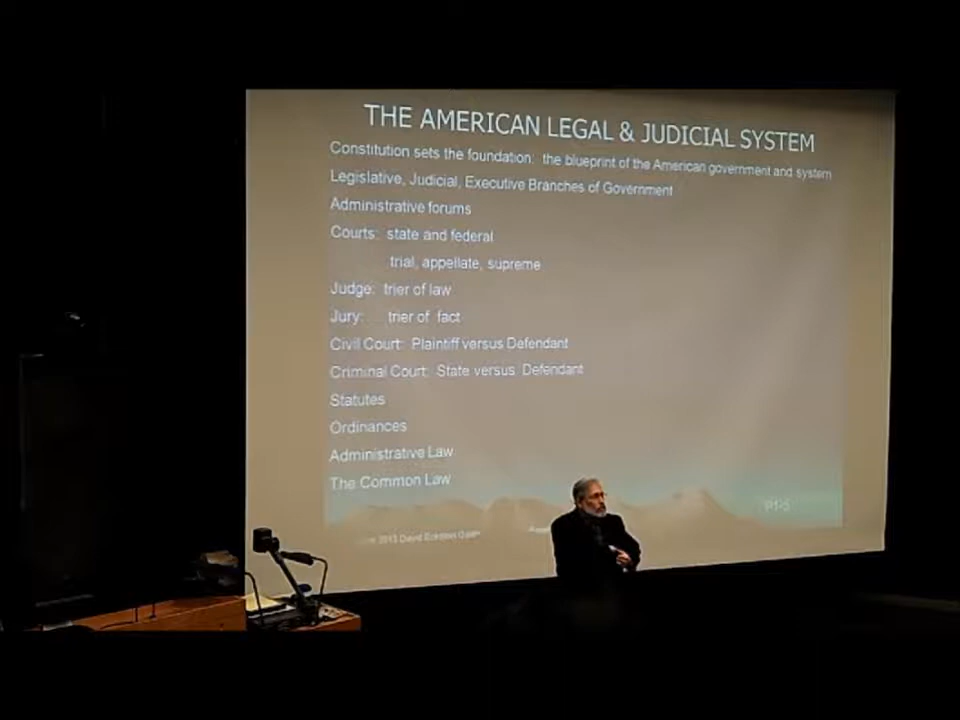 THE AMERICAN LEGAL & JUDICIAL SYSTEM
Constitution sets the foundation: the blueprint of the American government and system
Legislative, Judicial, Executive Branches of Government
Administrative forums
Courts: state and federal
trial, appellate, supreme
Judge: trier of law
Jury: trier of fact
Civil Court: Plaintiff versus Defendant
Criminal Court: State versus Defendant
Statutes
Ordinances
Administrative Law
The Common Law
2013 David